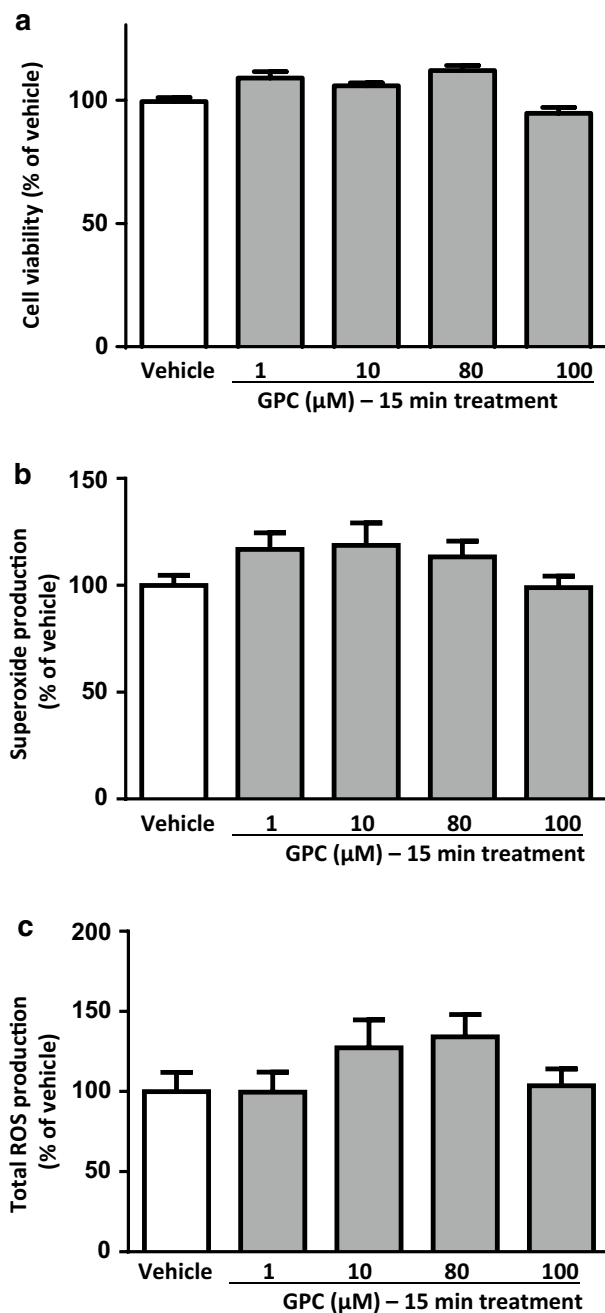 a
Cell viability (% of vehicle)
100
50
0
Vehicle 1 10 80 100
GPC (µM) – 15 min treatment
b
Superoxide production
(% of vehicle)
150
100
50
0
Vehicle 1 10 80 100
GPC (µM) – 15 min treatment
c
Total ROS production
(% of vehicle)
200
150
100
50
0
Vehicle 1 10 80 100
GPC (µM) – 15 min treatment